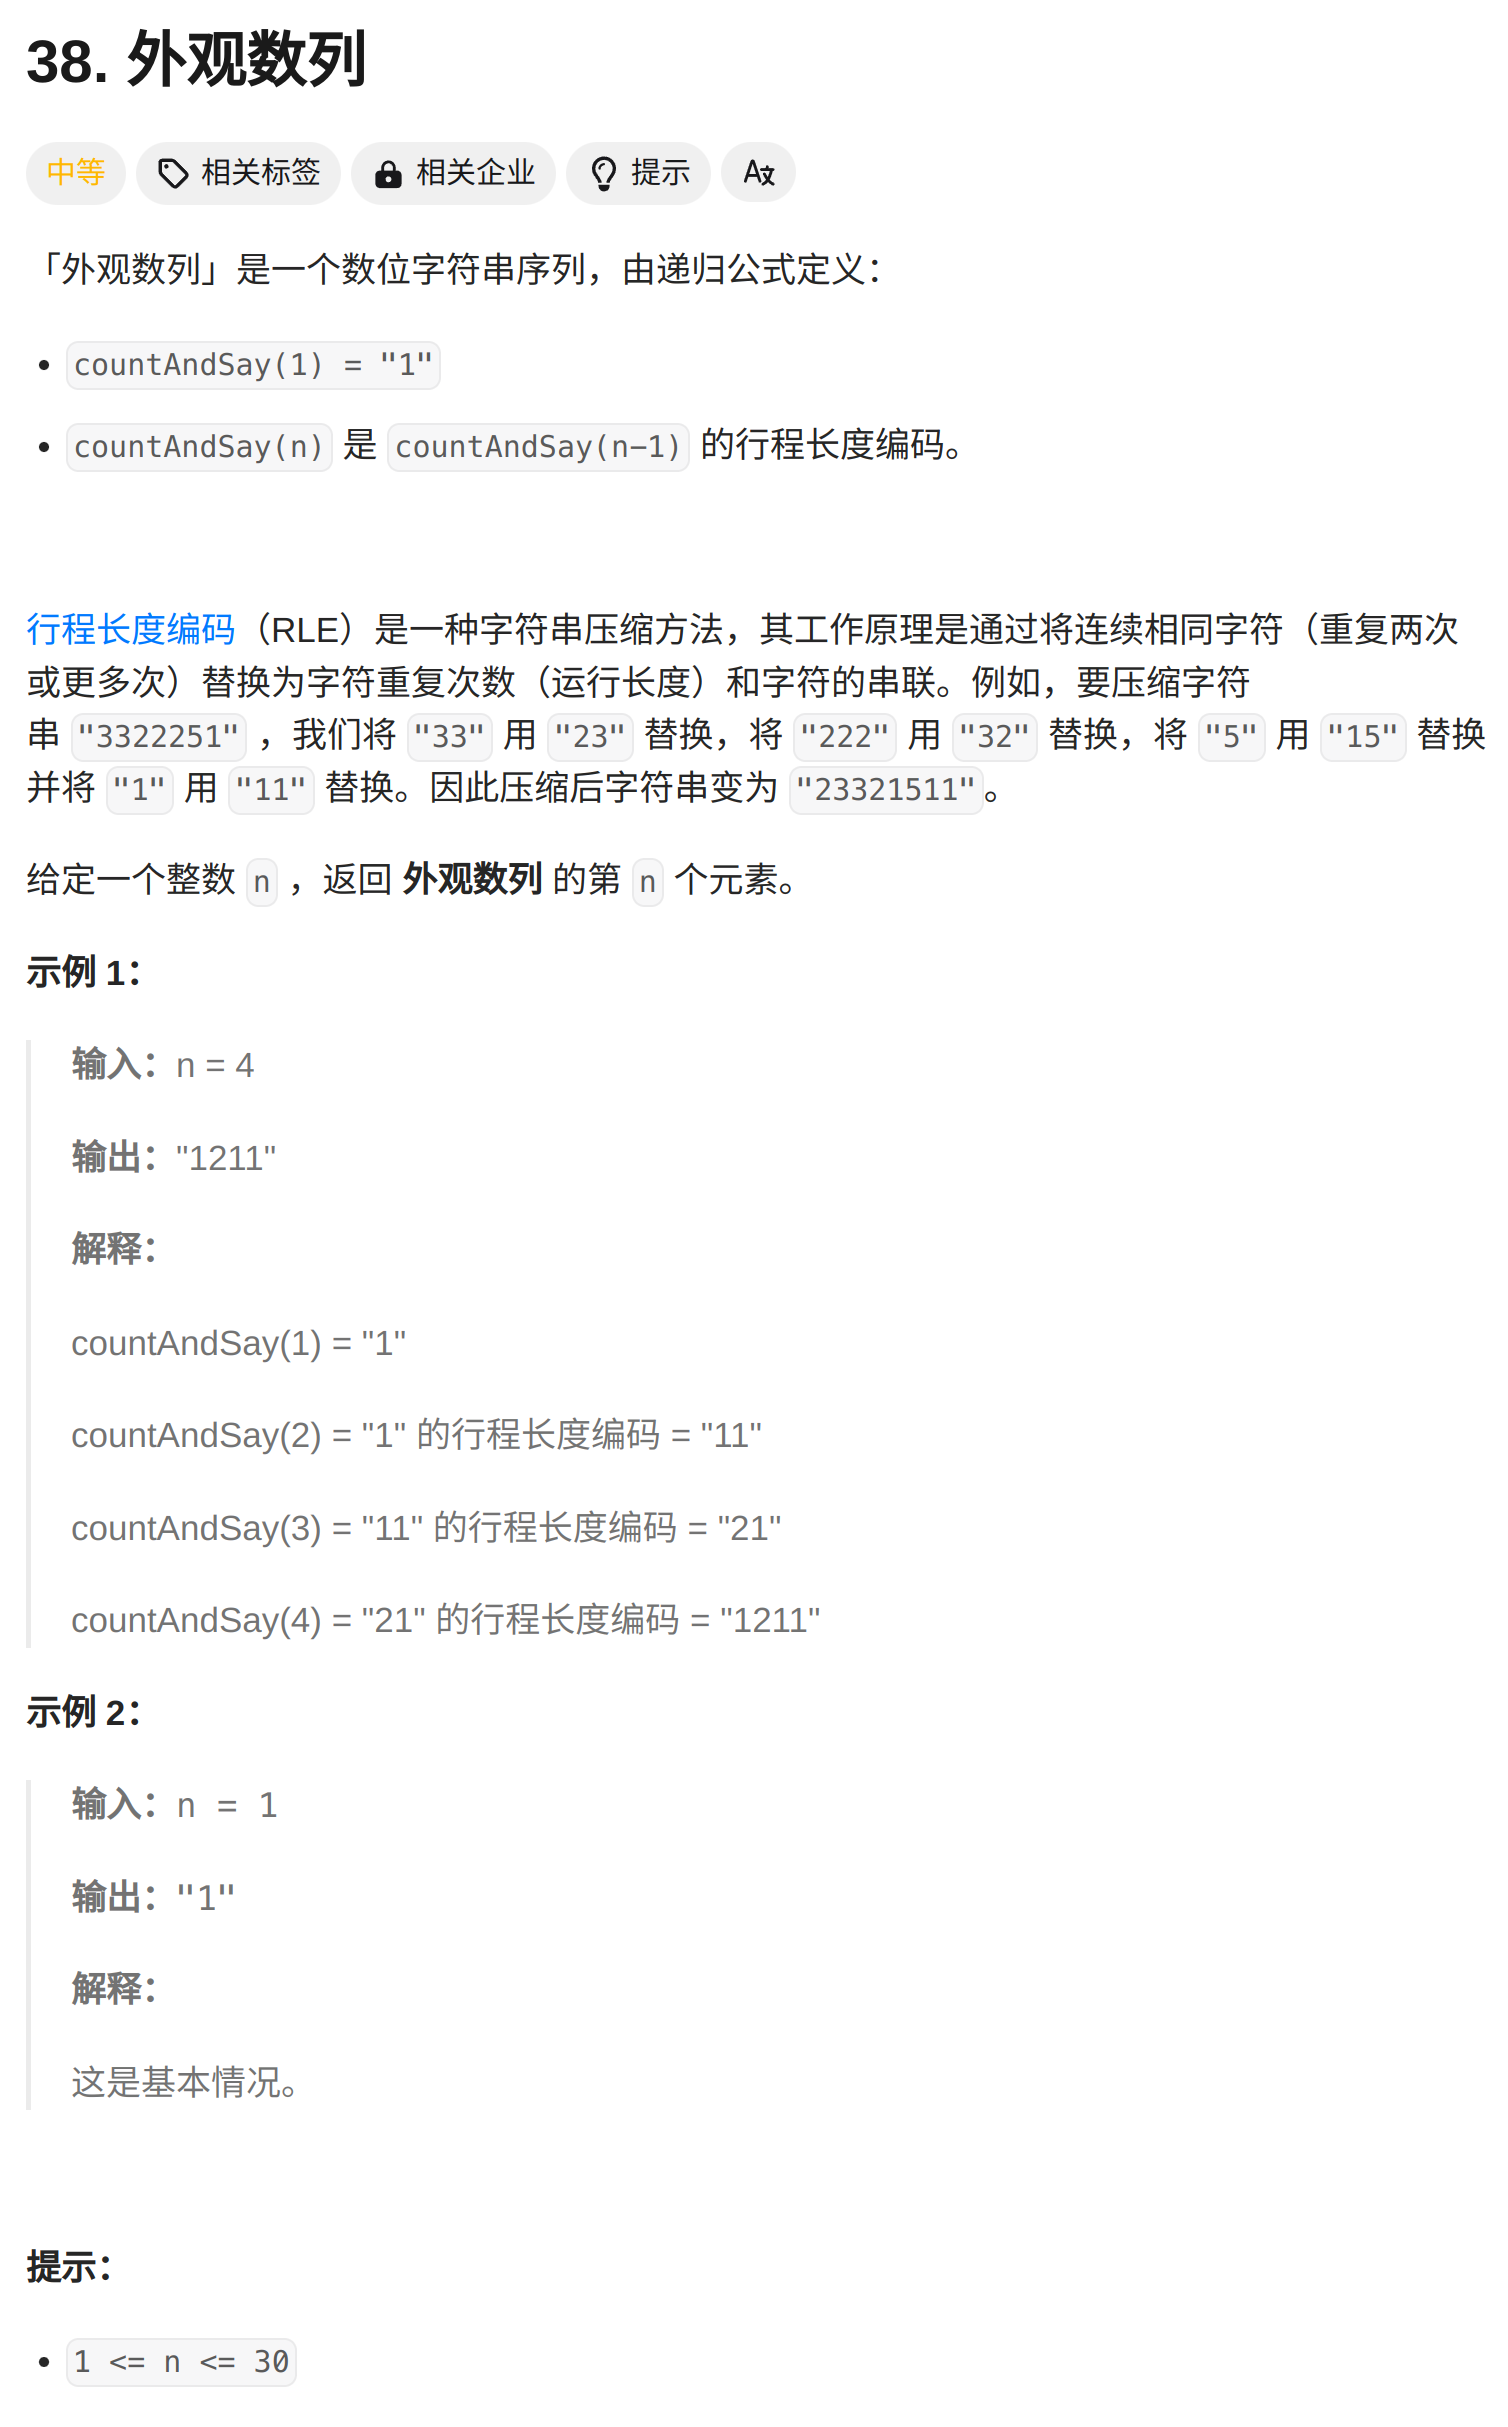 38. 外观数列
中等 相关标签 相关企业 提示
「外观数列」是一个数位字符串序列，由递归公式定义：
• countAndSay(1) = "1"
• countAndSay(n) 是 countAndSay(n-1) 的行程长度编码。
行程长度编码（RLE）是一种字符串压缩方法，其工作原理是通过将连续相同字符（重复两次
或更多次）替换为字符重复次数（运行长度）和字符的串联。例如，要压缩字符
串 "3322251" ，我们将 "33" 用 "23" 替换，将 "222" 用 "32" 替换，将 "5" 用 "15" 替换
并将 "1" 用 "11" 替换。因此压缩后字符串变为 "23321511"。
给定一个整数 n ，返回 外观数列 的第 n 个元素。
示例 1：
输入：n = 4
输出："1211"
解释：
countAndSay(1) = "1"
countAndSay(2) = "1" 的行程长度编码 = "11"
countAndSay(3) = "11" 的行程长度编码 = "21"
countAndSay(4) = "21" 的行程长度编码 = "1211"
示例 2：
输入：n = 1
输出："1"
解释：
这是基本情况。
提示：
• 1 <= n <= 30